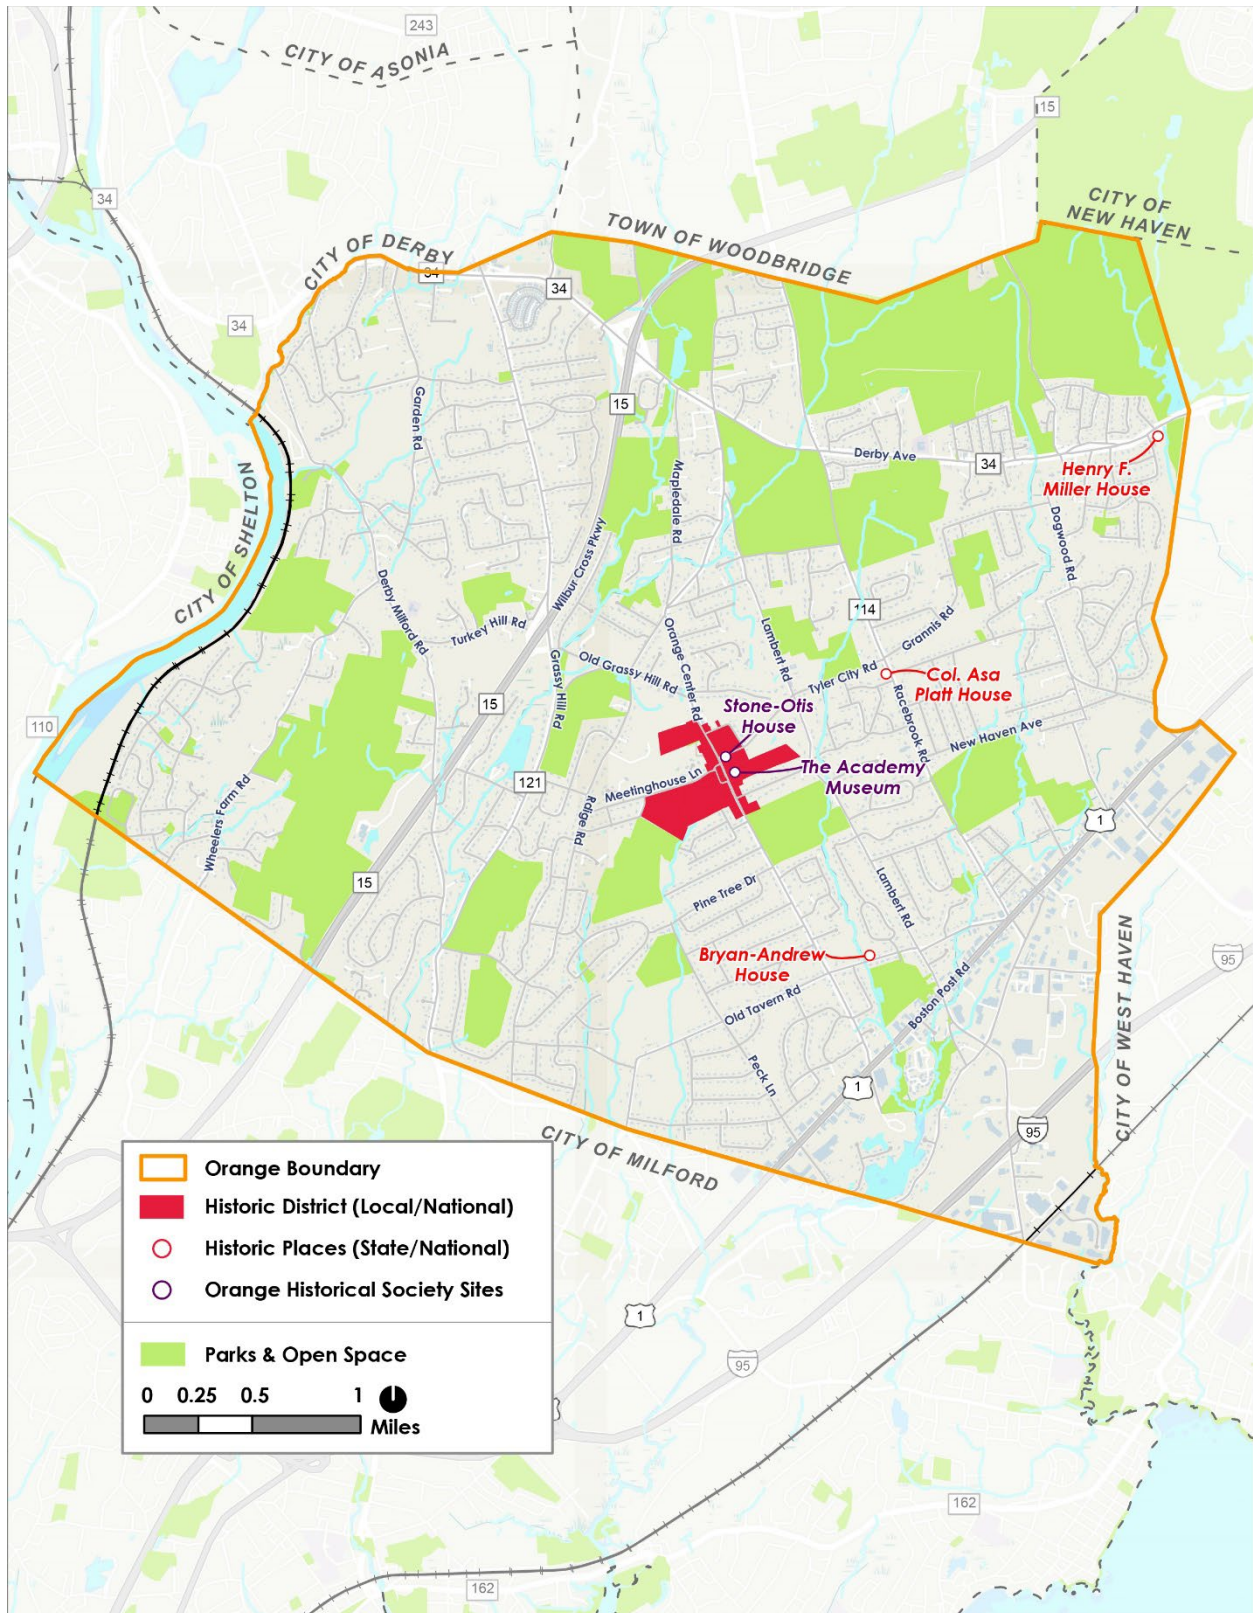 243
CITY OF ASONIA
15
34
CITY OF
NEW HAVEN
TOWN OF WOODBRIDGE
CITY OF DERBY
34
34
34
15
Garden Rd
Derby Ave
34
Henry F.
Miller House
Mapledale Rd
CITY OF SHELTON
Dogwood Rd
Wilbur Cross Pkwy
Derby Milford Rd
Turkey Hill Rd
114
Grannis Rd
Lambert Rd
Orange Center Rd
Old Grassy Hill Rd
Grassy Hill Rd
Tyler City Rd
Col. Asa
Platt House
Racebrook Rd
15
110
Stone-Otis
House
New Haven Ave
The Academy
Museum
Meetinghouse Ln
121
Rdige Rd
Wheelers Farm Rd
1
15
Pine Tree Dr
Lambert Rd
Bryan-Andrew
House
95
Boston Post Rd
Old Tavern Rd
CITY OF WEST HAVEN
Peck Ln
1
95
CITY OF MILFORD
Orange Boundary
Historic District (Local/National)
Historic Places (State/National)
Orange Historical Society Sites
Parks & Open Space
0 0.25 0.5 1
Miles
1
95
162
162